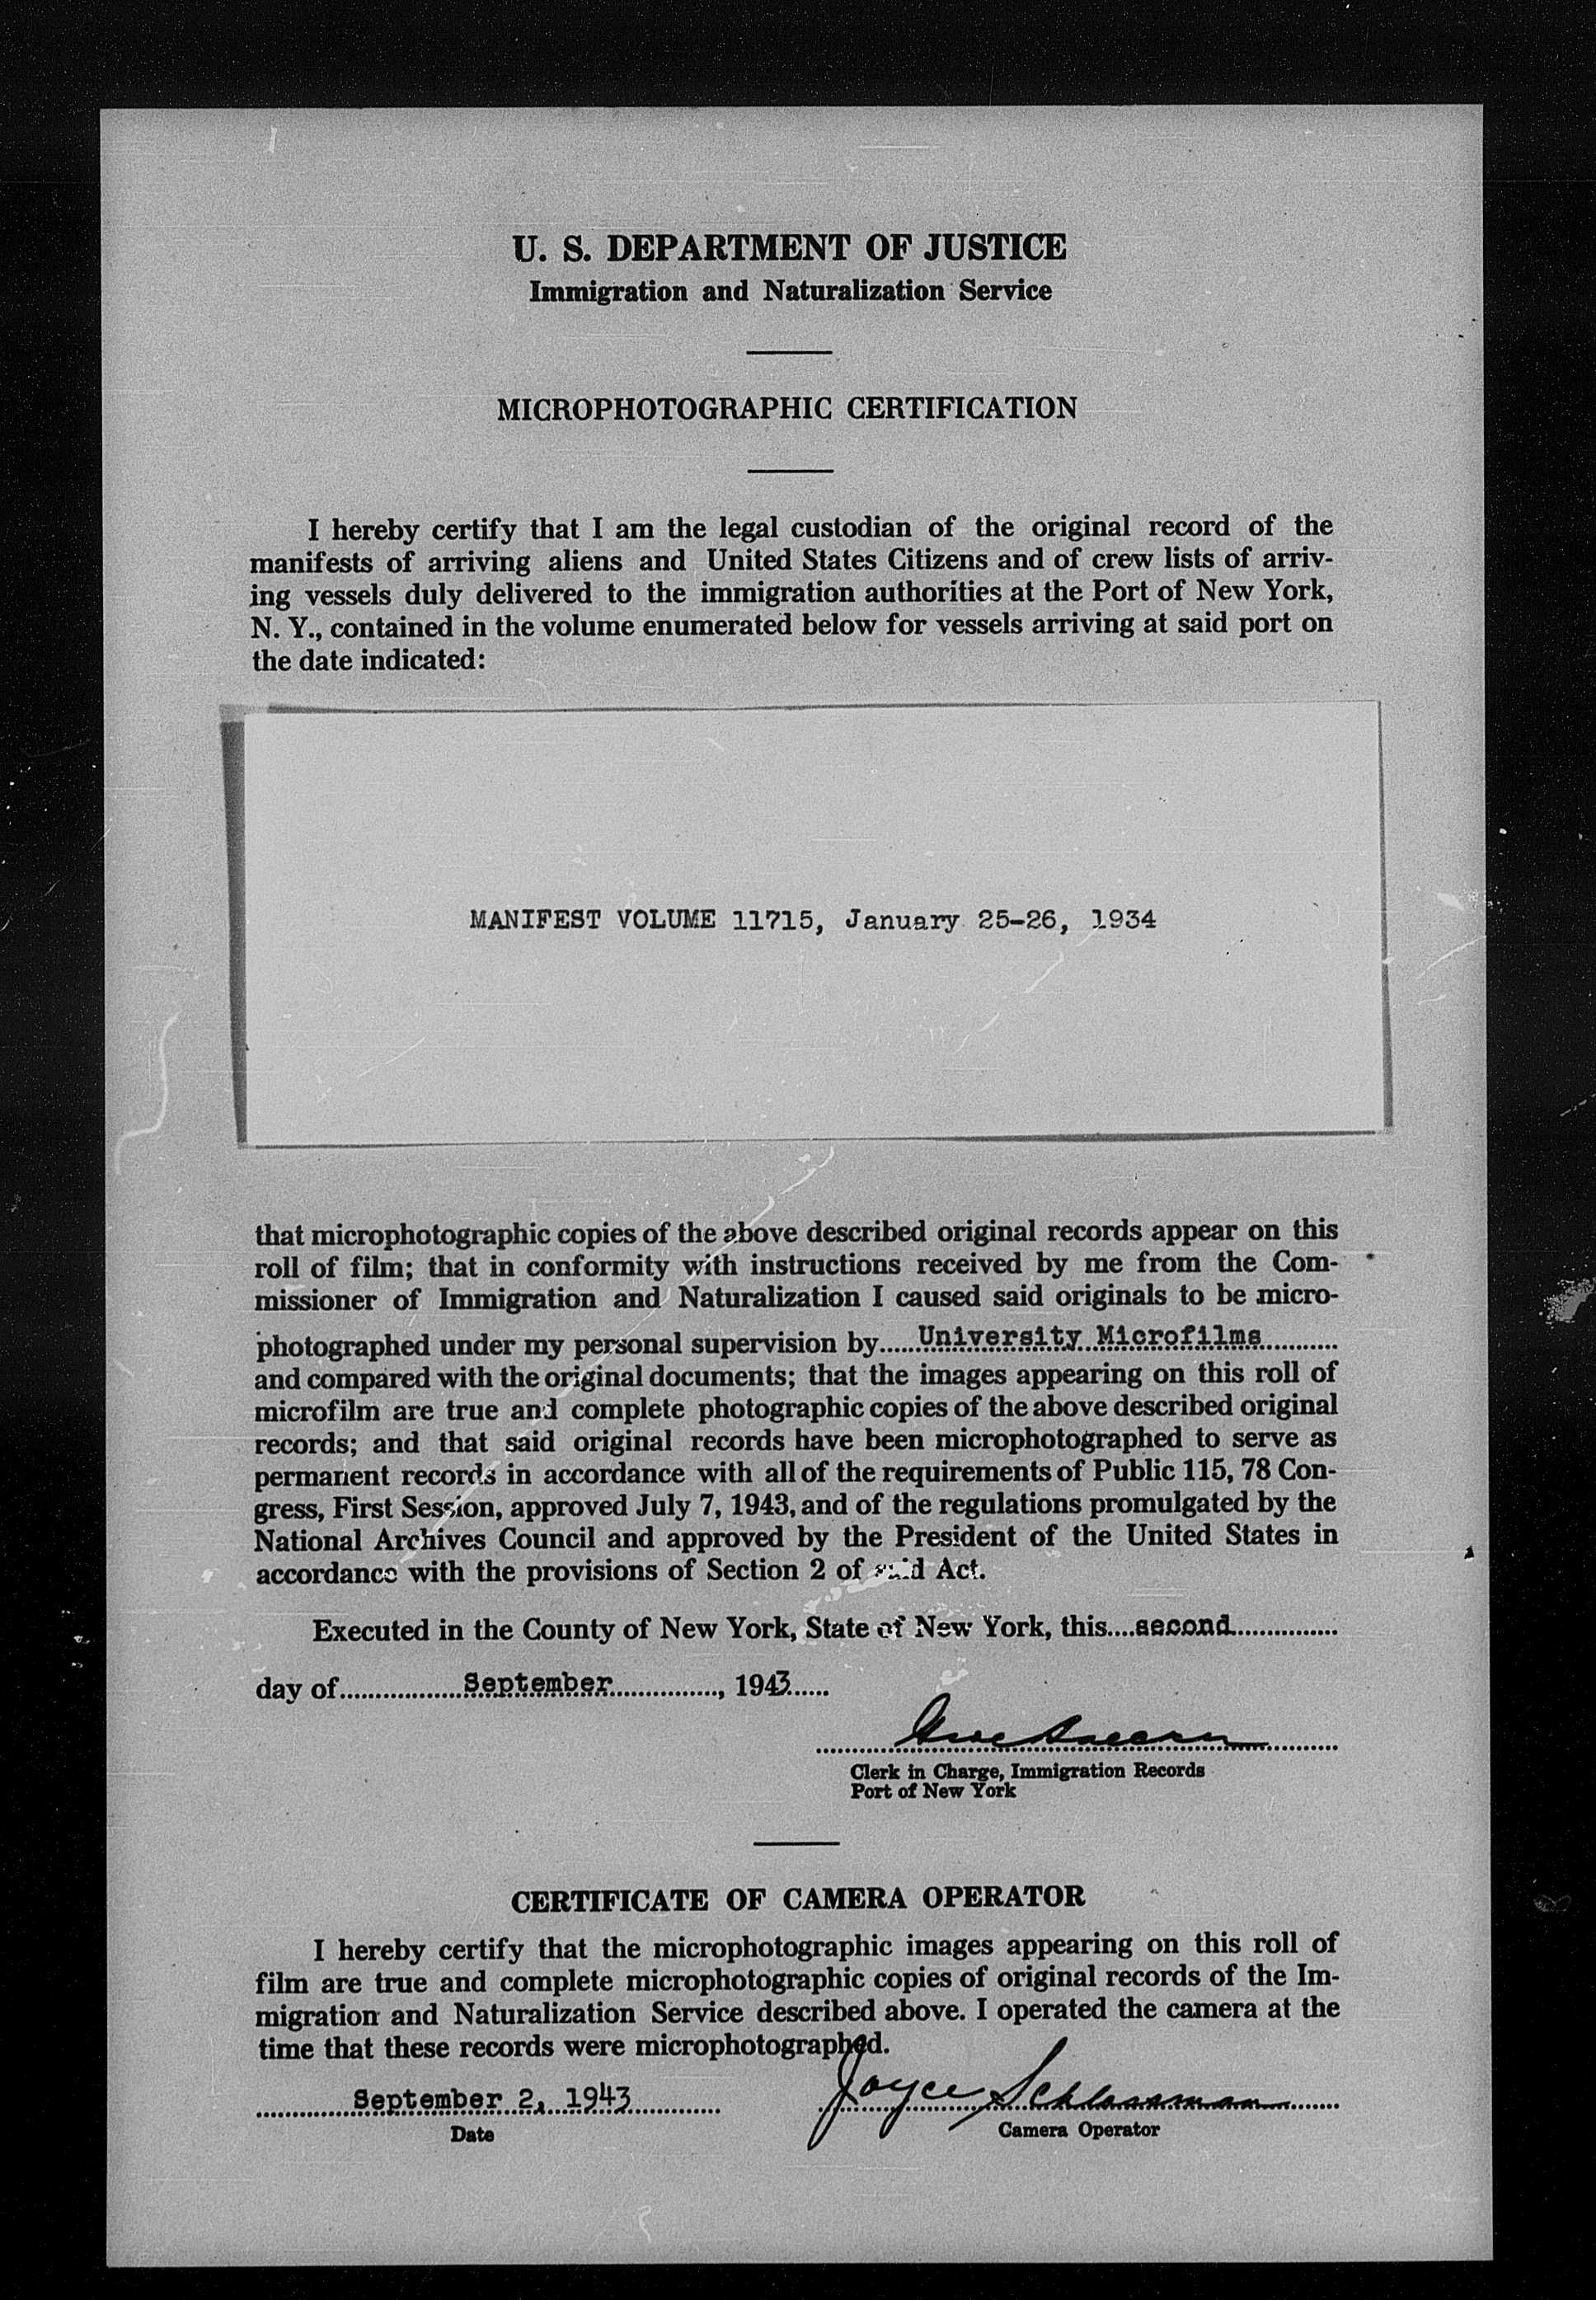 U. S. DEPARTMENT OF JUSTICE
Immigration and Naturalization Service
MICROPHOTOGRAPHIC CERTIFICATION
I hereby certify that I am the legal custodian of the original record of the
manifests of arriving aliens and United States Citizens and of crew lists of arriv-
ing vessels duly delivered to the immigration authorities at the Port of New York,
N. Y., contained in the volume enumerated below for vessels arriving at said port on
the date indicated:
MANIFEST VOLUME 11715, January 25-26, 1934
that microphotographic copies of the above described original records appear on this
roll of film; that in conformity with instructions received by me from the Com-
missioner of Immigration and Naturalization I caused said originals to be micro-
photographed under my personal supervision by......University Microfilms............
and compared with the original documents; that the images appearing on this roll of
microfilm are true and complete photographic copies of the above described original
records; and that said original records have been microphotographed to serve as
permanent records in accordance with all of the requirements of Public 115, 78 Con-
gress, First Session, approved July 7, 1943, and of the regulations promulgated by the
National Archives Council and approved by the President of the United States in
accordance with the provisions of Section 2 of said Act.
Executed in the County of New York, State of New York, this....second................
day of..................September................, 1943......
Clerk in Charge, Immigration Records
Port of New York
CERTIFICATE OF CAMERA OPERATOR
I hereby certify that the microphotographic images appearing on this roll of
film are true and complete microphotographic copies of original records of the Im-
migration and Naturalization Service described above. I operated the camera at the
time that these records were microphotographed.
September 2, 1943
Joyce
Date
Camera Operator